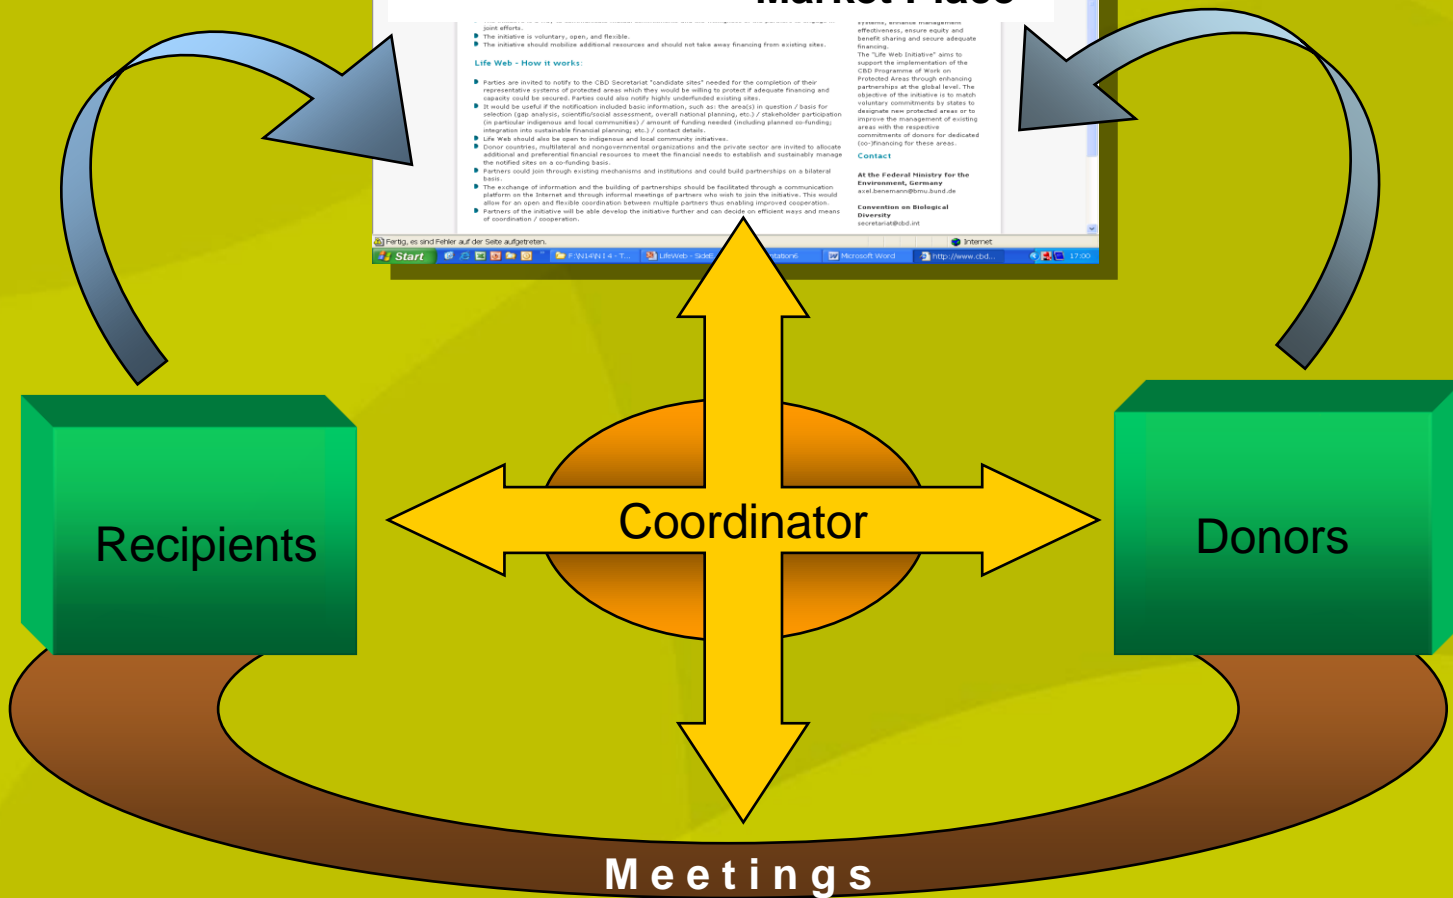 joint efforts.
The initiative is voluntary, open, and flexible.
The initiative should mobilize additional resources and should not take away financing from existing sites.
Life Web - How it works:
Parties are invited to notify to the CBD Secretariat "candidate sites" needed for the completion of their
representative systems of protected areas which they would be willing to protect if adequate financing and
capacity could be secured. Parties could also notify highly underfunded existing sites.
It would be useful if the notification included basic information, such as: the area(s) in question / basis for
selection (gap analysis, scientific/social assessment, overall national planning, etc.) / stakeholder participation
(in particular indigenous and local communities) / amount of funding needed (including planned co-funding;
integration into sustainable financial planning; etc.) / contact details.
Life Web should also be open to indigenous and local community initiatives.
Donor countries, multilateral and nongovernmental organizations and the private sector are invited to allocate
additional and preferential financial resources to meet the financial needs to establish and sustainably manage
the notified sites on a co-funding basis.
Partners could join through existing mechanisms and institutions and could build partnerships on a bilateral
basis.
The exchange of information and the building of partnerships should be facilitated through a communication
platform on the Internet and through informal meetings of partners who wish to join the initiative. This would
allow for an open and flexible coordination between multiple partners thus enabling improved cooperation.
Partners of the initiative will be able develop the initiative further and can decide on efficient ways and means
of coordination / cooperation.
systems, enhance management
effectiveness, ensure equity and
benefit sharing and secure adequate
financing.
The "Life Web Initiative" aims to
support the implementation of the
CBD Programme of Work on
Protected Areas through enhancing
partnerships at the global level. The
objective of the initiative is to match
voluntary commitments by states to
designate new protected areas or to
improve the management of existing
areas with the respective
commitments of donors for dedicated
(co-)financing for these areas.
Contact
At the Federal Ministry for the
Environment, Germany
axel.benemann@bmu.bund.de
Convention on Biological
Diversity
secretariat@cbd.int
Fertig, es sind Fehler auf der Seite aufgetreten.
Internet
Start
F:\N14\N I 4 - T...
LifeWeb - SideE
ntation6
Microsoft Word
http://www.cbd...
17:00
Recipients
Coordinator
Donors
Meetings